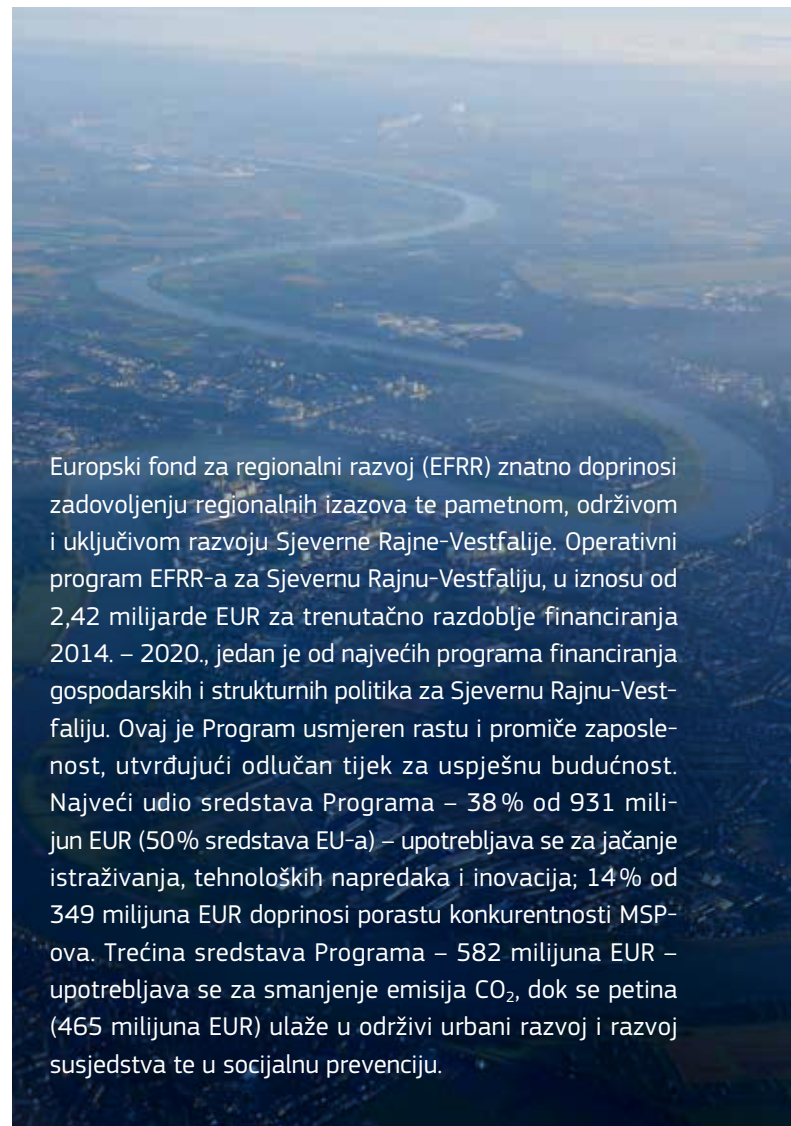 Europski fond za regionalni razvoj (EFRR) znatno doprinosi
zadovoljenju regionalnih izazova te pametnom, održivom
i uključivom razvoju Sjeverne Rajne-Vestfalije. Operativni
program EFRR-a za Sjevernu Rajnu-Vestfaliju, u iznosu od
2,42 milijarde EUR za trenutačno razdoblje financiranja
2014. – 2020., jedan je od najvećih programa financiranja
gospodarskih i strukturnih politika za Sjevernu Rajnu-Vest-
faliju. Ovaj je Program usmjeren rastu i promiče zaposle-
nost, utvrđujući odlučan tijek za uspješnu budućnost.
Najveći udio sredstava Programa – 38 % od 931 mili-
jun EUR (50 % sredstava EU-a) – upotrebljava se za jačanje
istraživanja, tehnoloških napredaka i inovacija; 14 % od
349 milijuna EUR doprinosi porastu konkurentnosti MSP-
ova. Trećina sredstava Programa – 582 milijuna EUR –
upotrebljava se za smanjenje emisija CO₂, dok se petina
(465 milijuna EUR) ulaže u održivi urbani razvoj i razvoj
susjedstva te u socijalnu prevenciju.